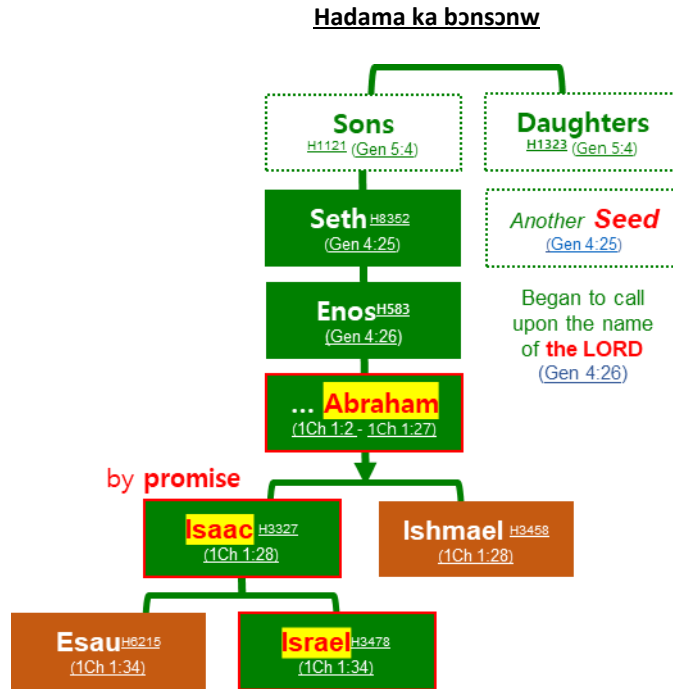 Hadama ka bɔnsɔnw
Sons
H1121 (Gen 5:4)
Daughters
H1323 (Gen 5:4)
Seth H8352
(Gen 4:25)
Another Seed
(Gen 4:25)
Enos H583
(Gen 4:26)
Began to call
upon the name
of the LORD
(Gen 4:26)
... Abraham
(1Ch 1:2 - 1Ch 1:27)
by promise
Isaac H3327
(1Ch 1:28)
Ishmael H3458
(1Ch 1:28)
Esau H6215
(1Ch 1:34)
Israel H3478
(1Ch 1:34)